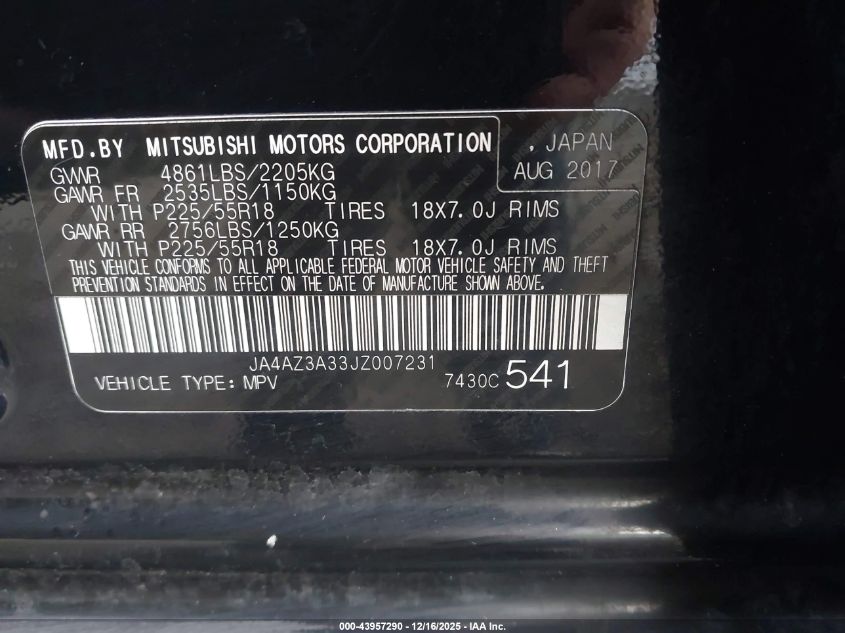 MFD.BY MITSUBISHI MOTORS CORPORATION , JAPAN
GVWR 4861LBS/2205KG AUG 2017
GAWR FR 2535LBS/1150KG
WITH P225/55R18 TIRES 18X7.0J RIMS
GAWR RR 2756LBS/1250KG
WITH P225/55R18 TIRES 18X7.0J RIMS
THIS VEHICLE CONFORMS TO ALL APPLICABLE FEDERAL MOTOR VEHICLE SAFETY AND THEFT
PREVENTION STANDARDS IN EFFECT ON THE DATE OF MANUFACTURE SHOWN ABOVE.
JA4AZ3A33JZ007231
VEHICLE TYPE: MPV 7430C 541
000-43957290 - 12/16/2025 - IAA Inc.